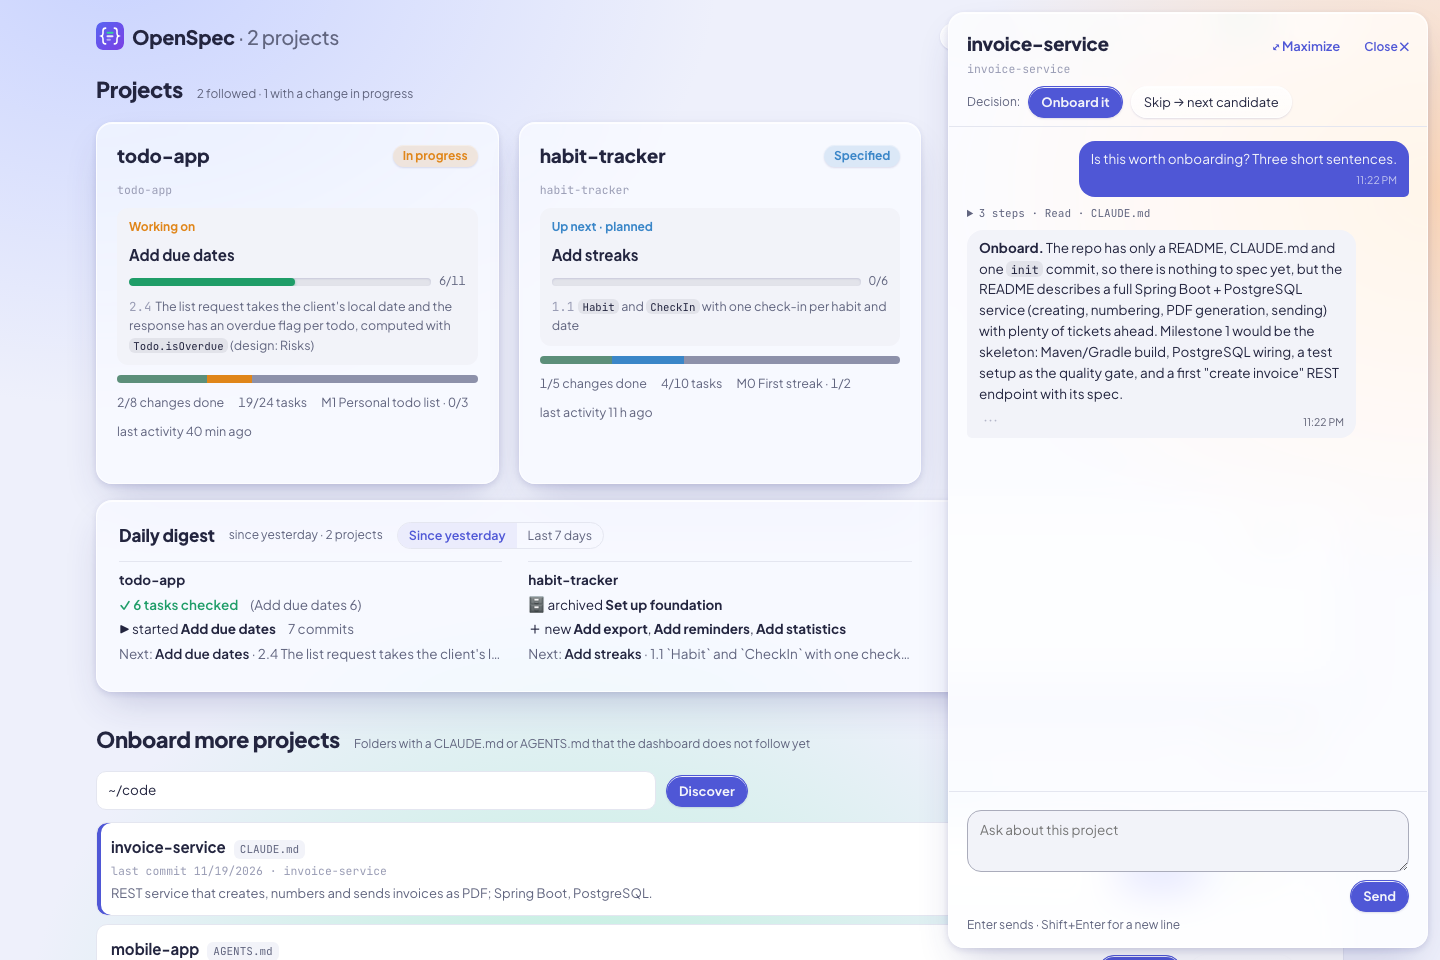 OpenSpec · 2 projects
Projects
2 followed · 1 with a change in progress
todo-app
In progress
todo-app
Working on
Add due dates
6/11
2.4 The list request takes the client's local date and the
response has an overdue flag per todo, computed with
Todo.isOverdue (design: Risks)
2/8 changes done 19/24 tasks M1 Personal todo list · 0/3
last activity 40 min ago
habit-tracker
Specified
habit-tracker
Up next · planned
Add streaks
0/6
1.1 Habit and CheckIn with one check-in per habit and
date
1/5 changes done 4/10 tasks M0 First streak · 1/2
last activity 11 h ago
Daily digest
since yesterday · 2 projects
Since yesterday
Last 7 days
todo-app
✓ 6 tasks checked (Add due dates 6)
▶ started Add due dates 7 commits
Next: Add due dates · 2.4 The list request takes the client's l…
habit-tracker
🗄 archived Set up foundation
+ new Add export, Add reminders, Add statistics
Next: Add streaks · 1.1 `Habit` and `CheckIn` with one check…
Onboard more projects
Folders with a CLAUDE.md or AGENTS.md that the dashboard does not follow yet
~/code
Discover
invoice-service CLAUDE.md
last commit 11/19/2026 · invoice-service
REST service that creates, numbers and sends invoices as PDF; Spring Boot, PostgreSQL.
mobile-app AGENTS.md
invoice-service
⤢ Maximize
Close ✕
invoice-service
Decision:
Onboard it
Skip → next candidate
Is this worth onboarding? Three short sentences.
11:22 PM
▶ 3 steps · Read · CLAUDE.md
Onboard. The repo has only a README, CLAUDE.md and
one init commit, so there is nothing to spec yet, but the
README describes a full Spring Boot + PostgreSQL
service (creating, numbering, PDF generation, sending)
with plenty of tickets ahead. Milestone 1 would be the
skeleton: Maven/Gradle build, PostgreSQL wiring, a test
setup as the quality gate, and a first "create invoice" REST
endpoint with its spec.
...
11:22 PM
Ask about this project
Send
Enter sends · Shift+Enter for a new line